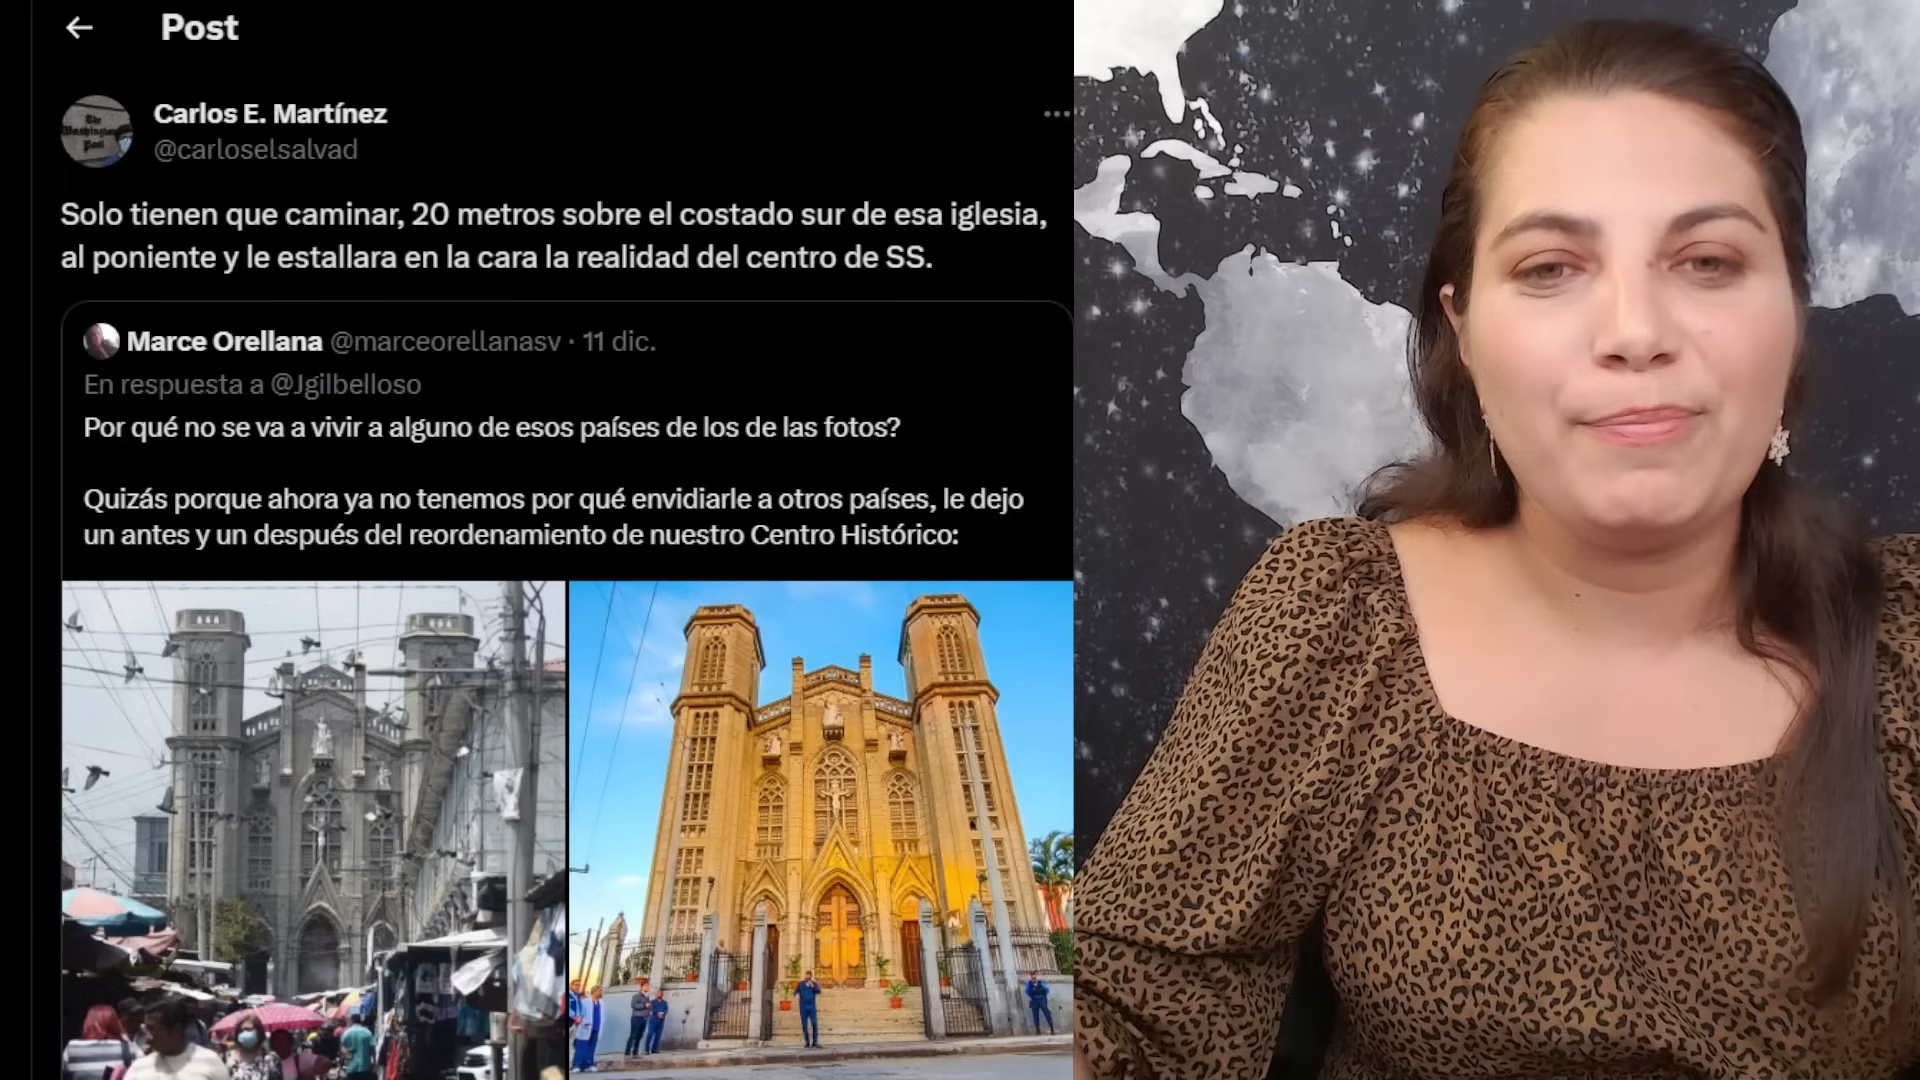 Post
The
Washington
Post
Carlos E. Martínez
@carloselsalvad
Solo tienen que caminar, 20 metros sobre el costado sur de esa iglesia,
al poniente y le estallara en la cara la realidad del centro de SS.
Marce Orellana @marceorellanasv · 11 dic.
En respuesta a @Jgilbelloso
Por qué no se va a vivir a alguno de esos países de los de las fotos?
Quizás porque ahora ya no tenemos por qué envidiarle a otros países, le dejo
un antes y un después del reordenamiento de nuestro Centro Histórico: